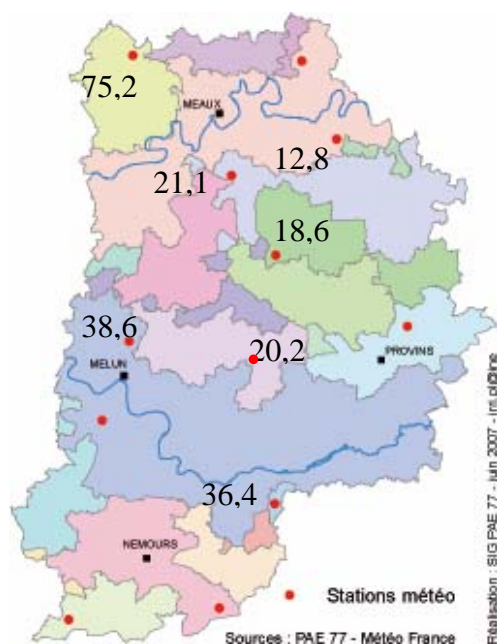 75,2
MEAUX
12,8
21,1
18,6
38,6
20,2
PROVINS
MELUN
36,4
NEMOURS
Stations météo
Sources : PAE 77 - Météo France